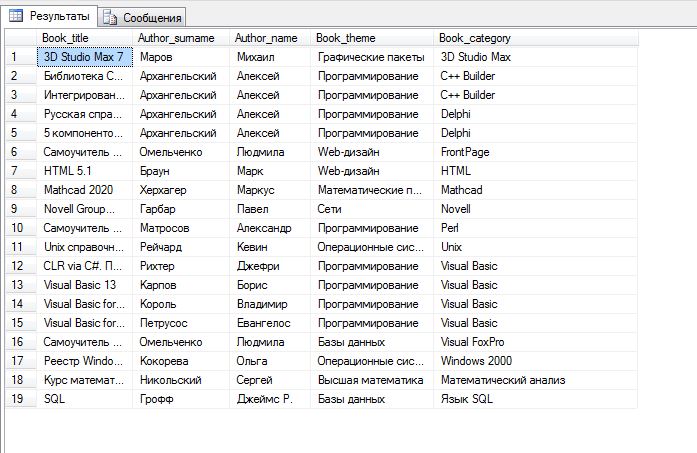 Результаты Сообщения
Book_title Author_surname Author_name Book_theme Book_category
1 3D Studio Max 7 Маров Михаил Графические пакеты 3D Studio Max
2 Библиотека C... Архангельский Алексей Программирование C++ Builder
3 Интегрирован... Архангельский Алексей Программирование C++ Builder
4 Русская спра... Архангельский Алексей Программирование Delphi
5 5 компоненто... Архангельский Алексей Программирование Delphi
6 Самоучитель ... Омельченко Людмила Web-дизайн FrontPage
7 HTML 5.1 Браун Марк Web-дизайн HTML
8 Mathcad 2020 Херхагер Маркус Математические п... Mathcad
9 Novell Group... Гарбар Павел Сети Novell
10 Самоучитель ... Матросов Александр Программирование Perl
11 Unix справочн... Рейчард Кевин Операционные сис... Unix
12 CLR via C#. П... Рихтер Джефри Программирование Visual Basic
13 Visual Basic 13 Карпов Борис Программирование Visual Basic
14 Visual Basic for... Король Владимир Программирование Visual Basic
15 Visual Basic for... Петрусос Евангелос Программирование Visual Basic
16 Самоучитель ... Омельченко Людмила Базы данных Visual FoxPro
17 Реестр Windo... Кокорева Ольга Операционные сис... Windows 2000
18 Курс математ... Никольский Сергей Высшая математика Математический анализ
19 SQL Грофф Джеймс Р. Базы данных Язык SQL